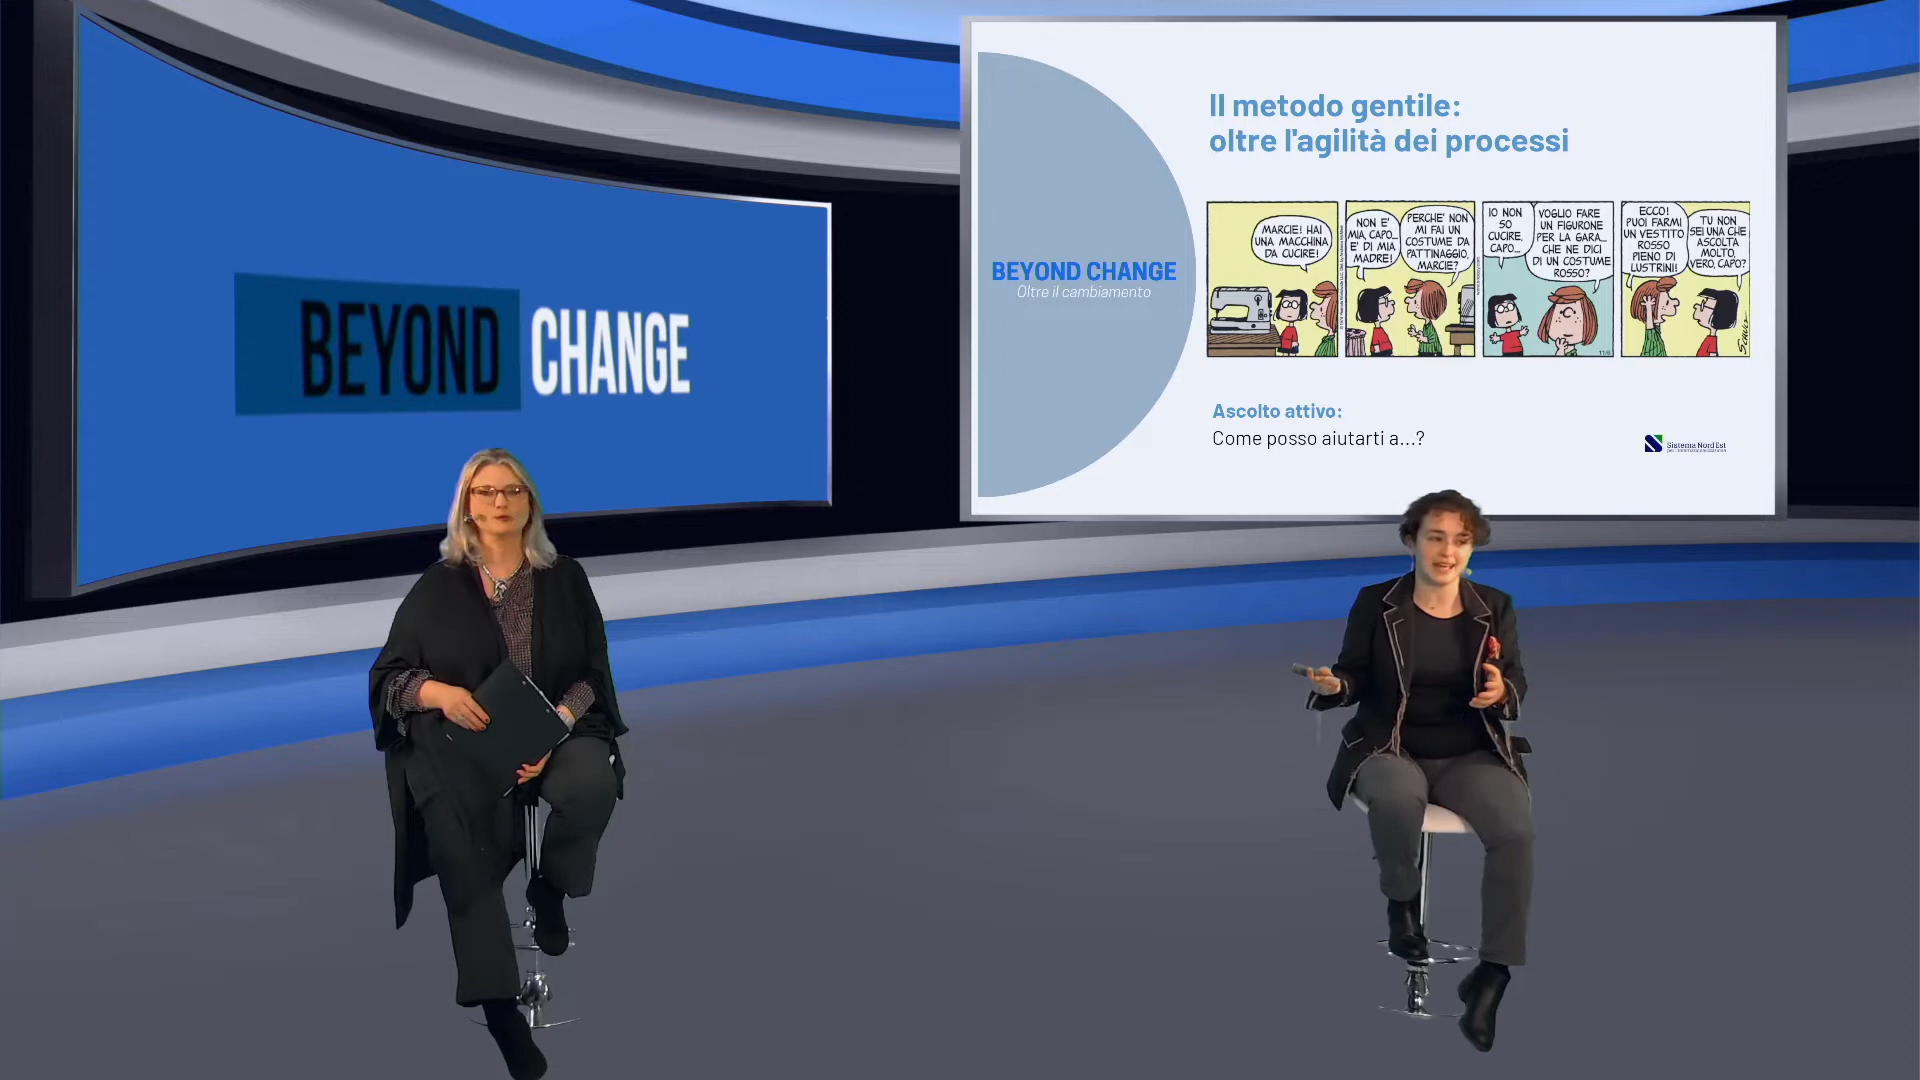 BEYOND CHANGE
Il metodo gentile:
oltre l'agilità dei processi
BEYOND CHANGE
Oltre il cambiamento
MARCIE! HAI
UNA MACCHINA
DA CUCIRE!
NON E'
MIA, CAPO...
E' DI MIA
MADRE!
PERCHE' NON
MI FAI UN
COSTUME DA
PATTINAGGIO,
MARCIE?
IO NON
SO
CUCIRE,
CAPO...
VOGLIO FARE
UN FIGURONE
PER LA GARA...
CHE NE DICI
DI UN COSTUME
ROSSO?
ECCO!
PUOI FARMI
UN VESTITO
ROSSO
PIENO DI
LUSTRINI!
TU NON
SEI UNA CHE
ASCOLTA
MOLTO,
VERO, CAPO?
Ascolto attivo:
Come posso aiutarti a...?
Sistema Nord Est
per l'internazionalizzazione